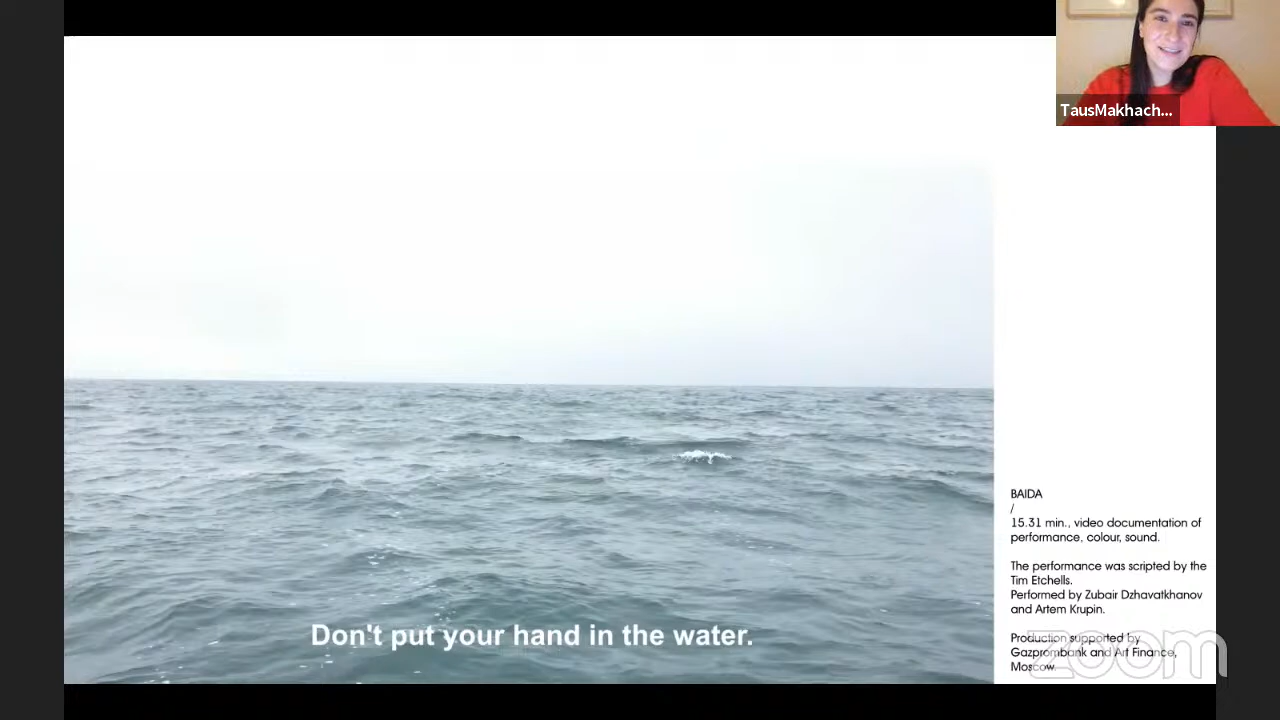 TausMakhach...
BAIDA
/
15.31 min., video documentation of
performance, colour, sound.
The performance was scripted by the
Tim Etchells.
Performed by Zubair Dzhavatkhanov
and Artem Krupin.
Don't put your hand in the water.
Production supported by
Gazprombank and Art Finance,
Moscow.
zoom